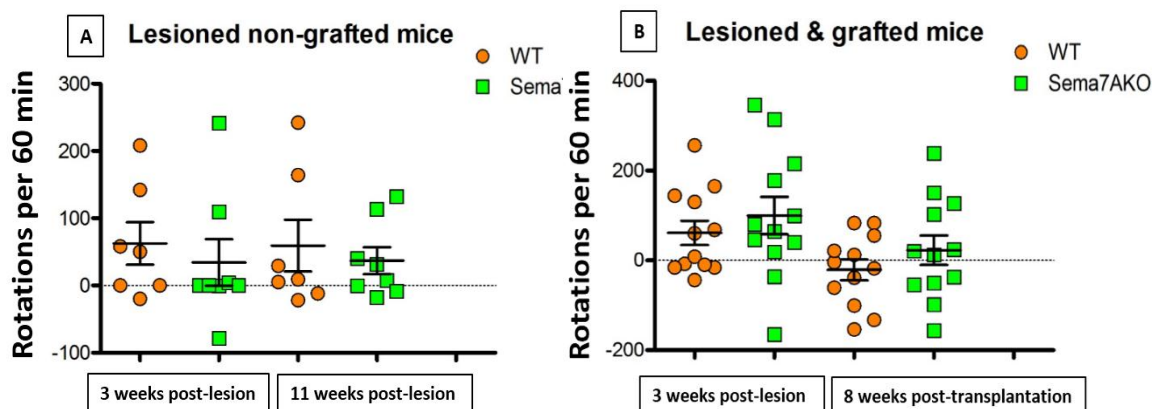 A
Lesioned non-grafted mice
WT
Sema
Rotations per 60 min
300
200
100
0
-100
3 weeks post-lesion
11 weeks post-lesion
B
Lesioned & grafted mice
WT
Sema7AKO
Rotations per 60 min
400
200
0
-200
3 weeks post-lesion
8 weeks post-transplantation